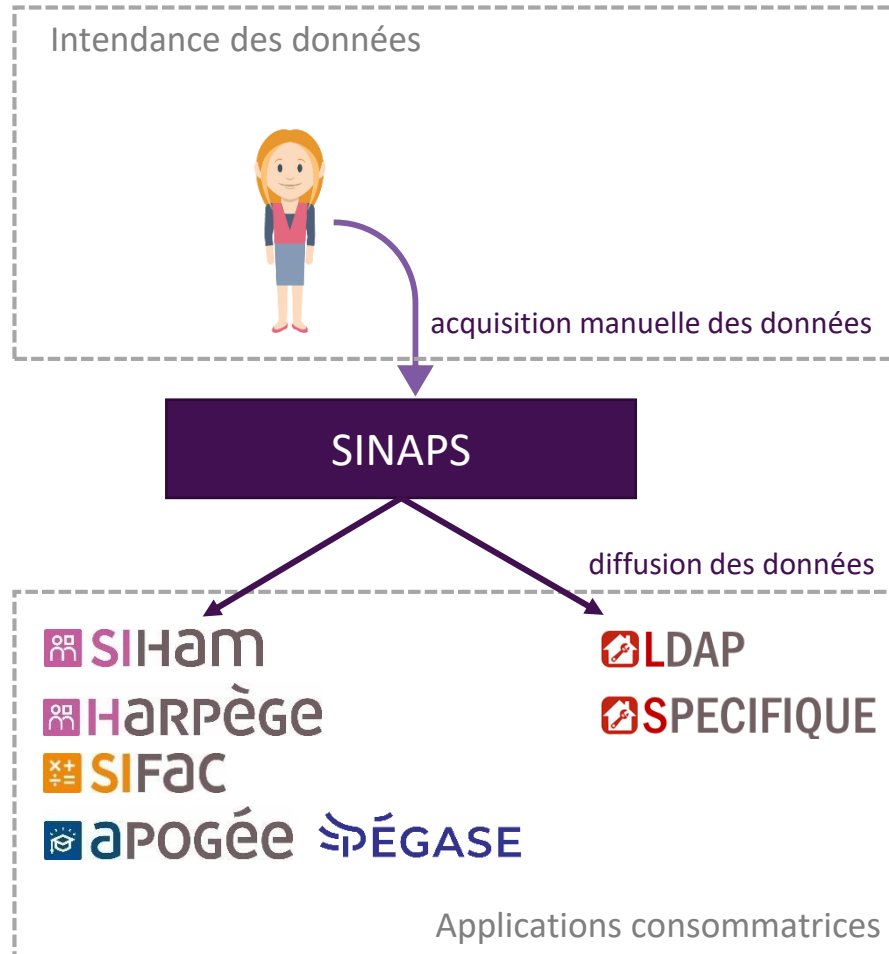 Intendance des données
acquisition manuelle des données
SINAPS
diffusion des données
SIHam
LDAP
HaRPèGe
SPECIFIQUE
SIFac
aPOGée PÉGASE
Applications consommatrices